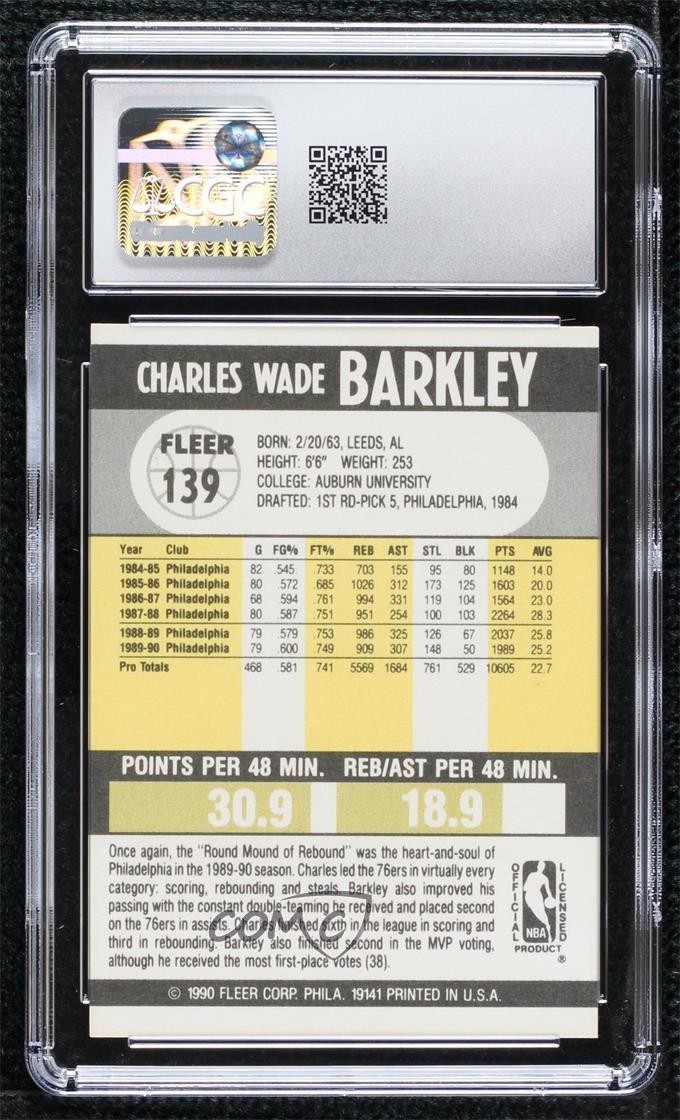 CGC
CHARLES WADE BARKLEY
FLEER
139
BORN: 2/20/63, LEEDS, AL
HEIGHT: 6'6" WEIGHT: 253
COLLEGE: AUBURN UNIVERSITY
DRAFTED: 1ST RD-PICK 5, PHILADELPHIA, 1984
Year Club G FG% FT% REB AST STL BLK PTS AVG
1984-85 Philadelphia 82 .545 .733 703 155 95 80 1148 14.0
1985-86 Philadelphia 80 .572 .685 1026 312 173 125 1603 20.0
1986-87 Philadelphia 68 .594 .761 994 331 119 104 1564 23.0
1987-88 Philadelphia 80 .587 .751 951 254 100 103 2264 28.3
1988-89 Philadelphia 79 .579 .753 986 325 126 67 2037 25.8
1989-90 Philadelphia 79 .600 .749 909 307 148 50 1989 25.2
Pro Totals 468 .581 .741 5569 1684 761 529 10605 22.7
POINTS PER 48 MIN. REB/AST PER 48 MIN.
30.9 18.9
Once again, the "Round Mound of Rebound" was the heart-and-soul of
Philadelphia in the 1989-90 season. Charles led the 76ers in virtually every
category: scoring, rebounding and steals. Barkley also improved his
passing with the constant double-teaming he received and placed second
on the 76ers in assists. Charles finished sixth in the league in scoring and
third in rebounding. Barkley also finished second in the MVP voting,
although he received the most first-place votes (38).
OFFICIAL
LICENSED
NBA
PRODUCT ®
COMC
© 1990 FLEER CORP. PHILA. 19141 PRINTED IN U.S.A.